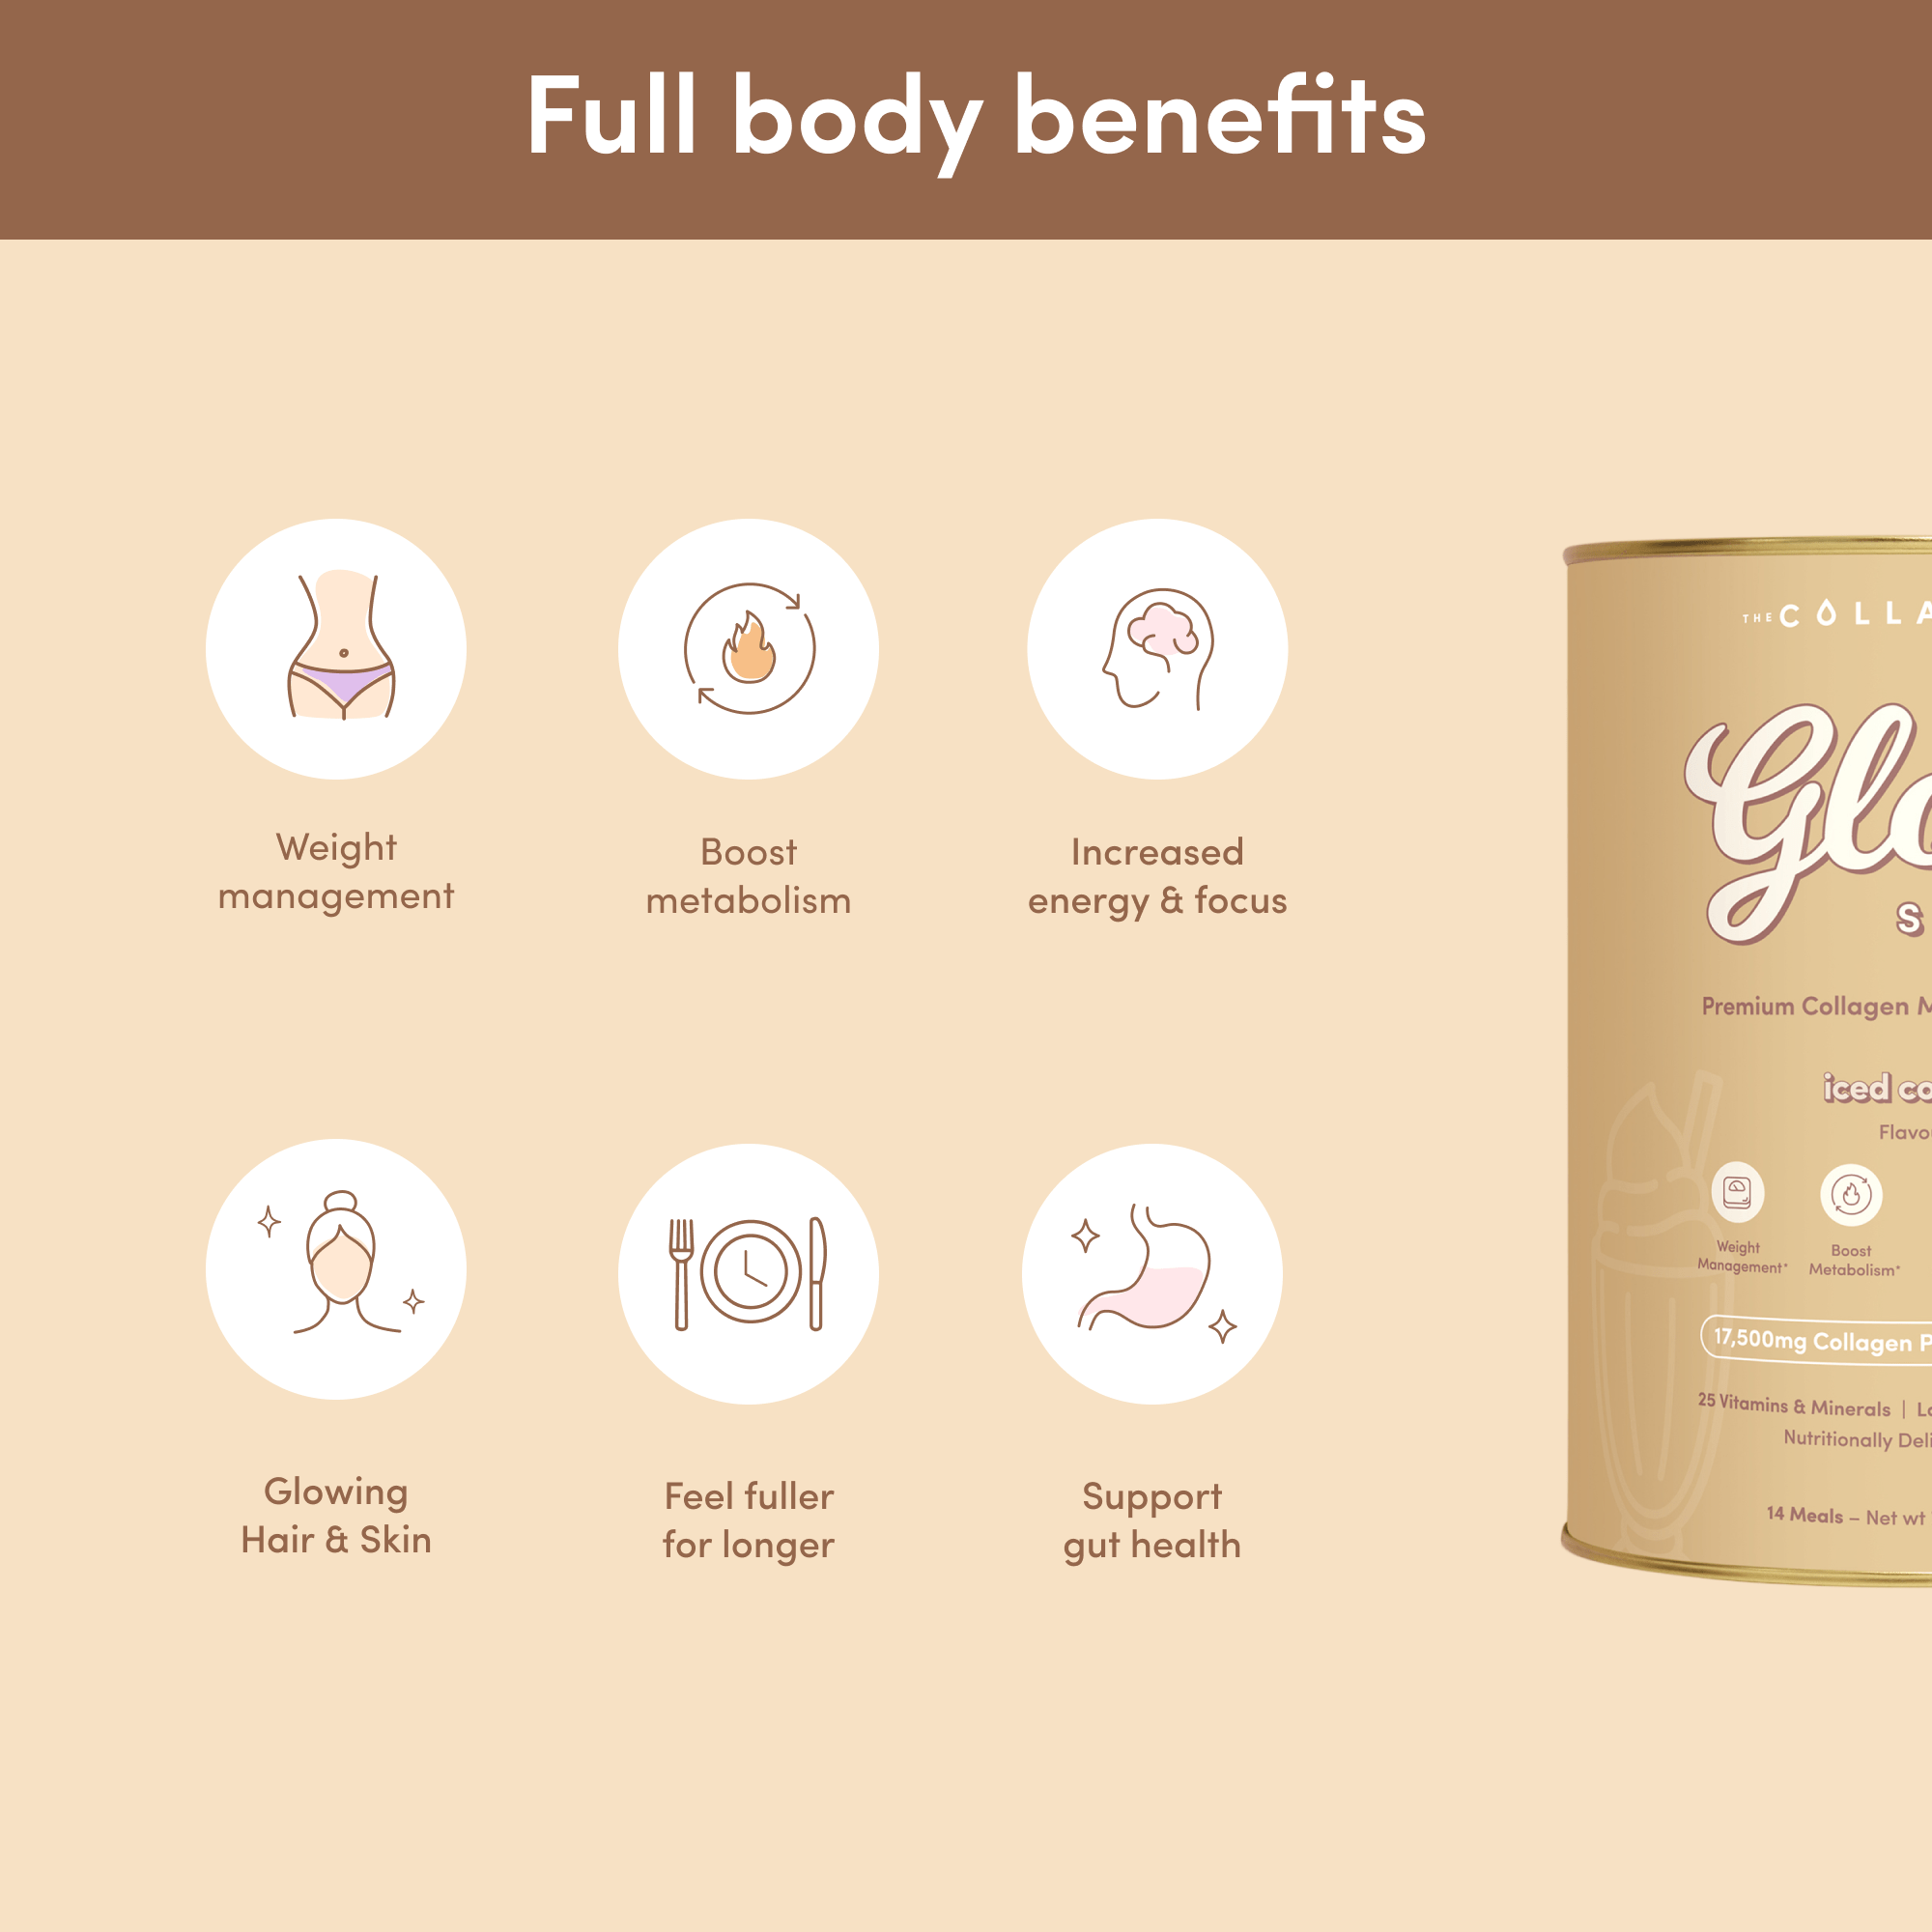 Full body benefits
Weight
management
Boost
metabolism
Increased
energy & focus
Glowing
Hair & Skin
Feel fuller
for longer
Support
gut health
THE
Premium Collagen
iced
Weight
Management*
Boost
Metabolism*
17,500mg Collagen
25 Vitamins & Minerals |
Nutritionally
14 Meals – Net wt